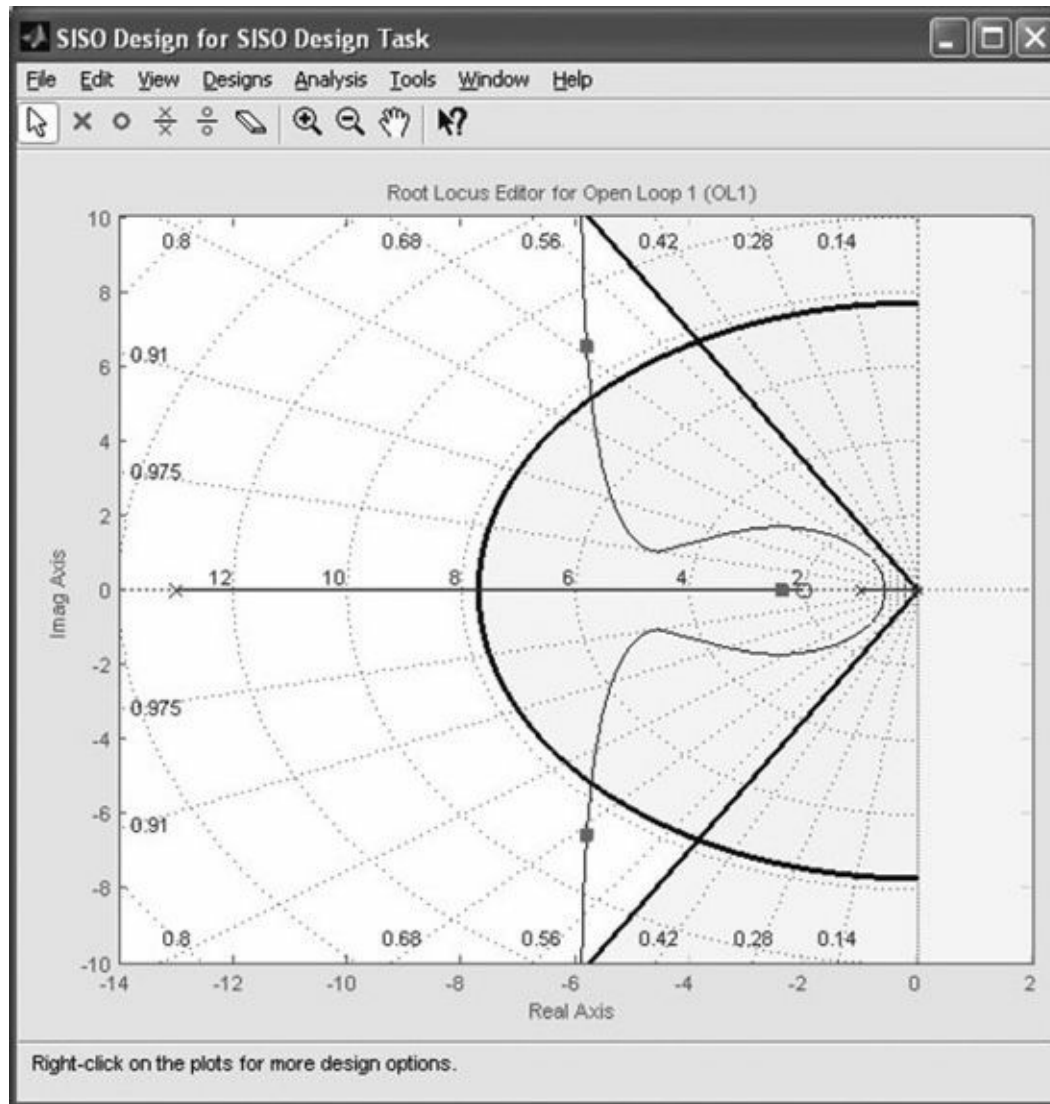 SISO Design for SISO Design Task
File Edit View Designs Analysis Tools Window Help
Root Locus Editor for Open Loop 1 (OL1)
10
0.8 0.68 0.56 0.42 0.28 0.14
8
0.91
6
4
0.975
2
12 10 8 6 4 2
0
-2
0.975
-4
0.91
-6
-8
0.8 0.68 0.56 0.42 0.28 0.14
-10
-14 -12 -10 -8 -6 -4 -2 0 2
Imag Axis
Real Axis
Right-click on the plots for more design options.